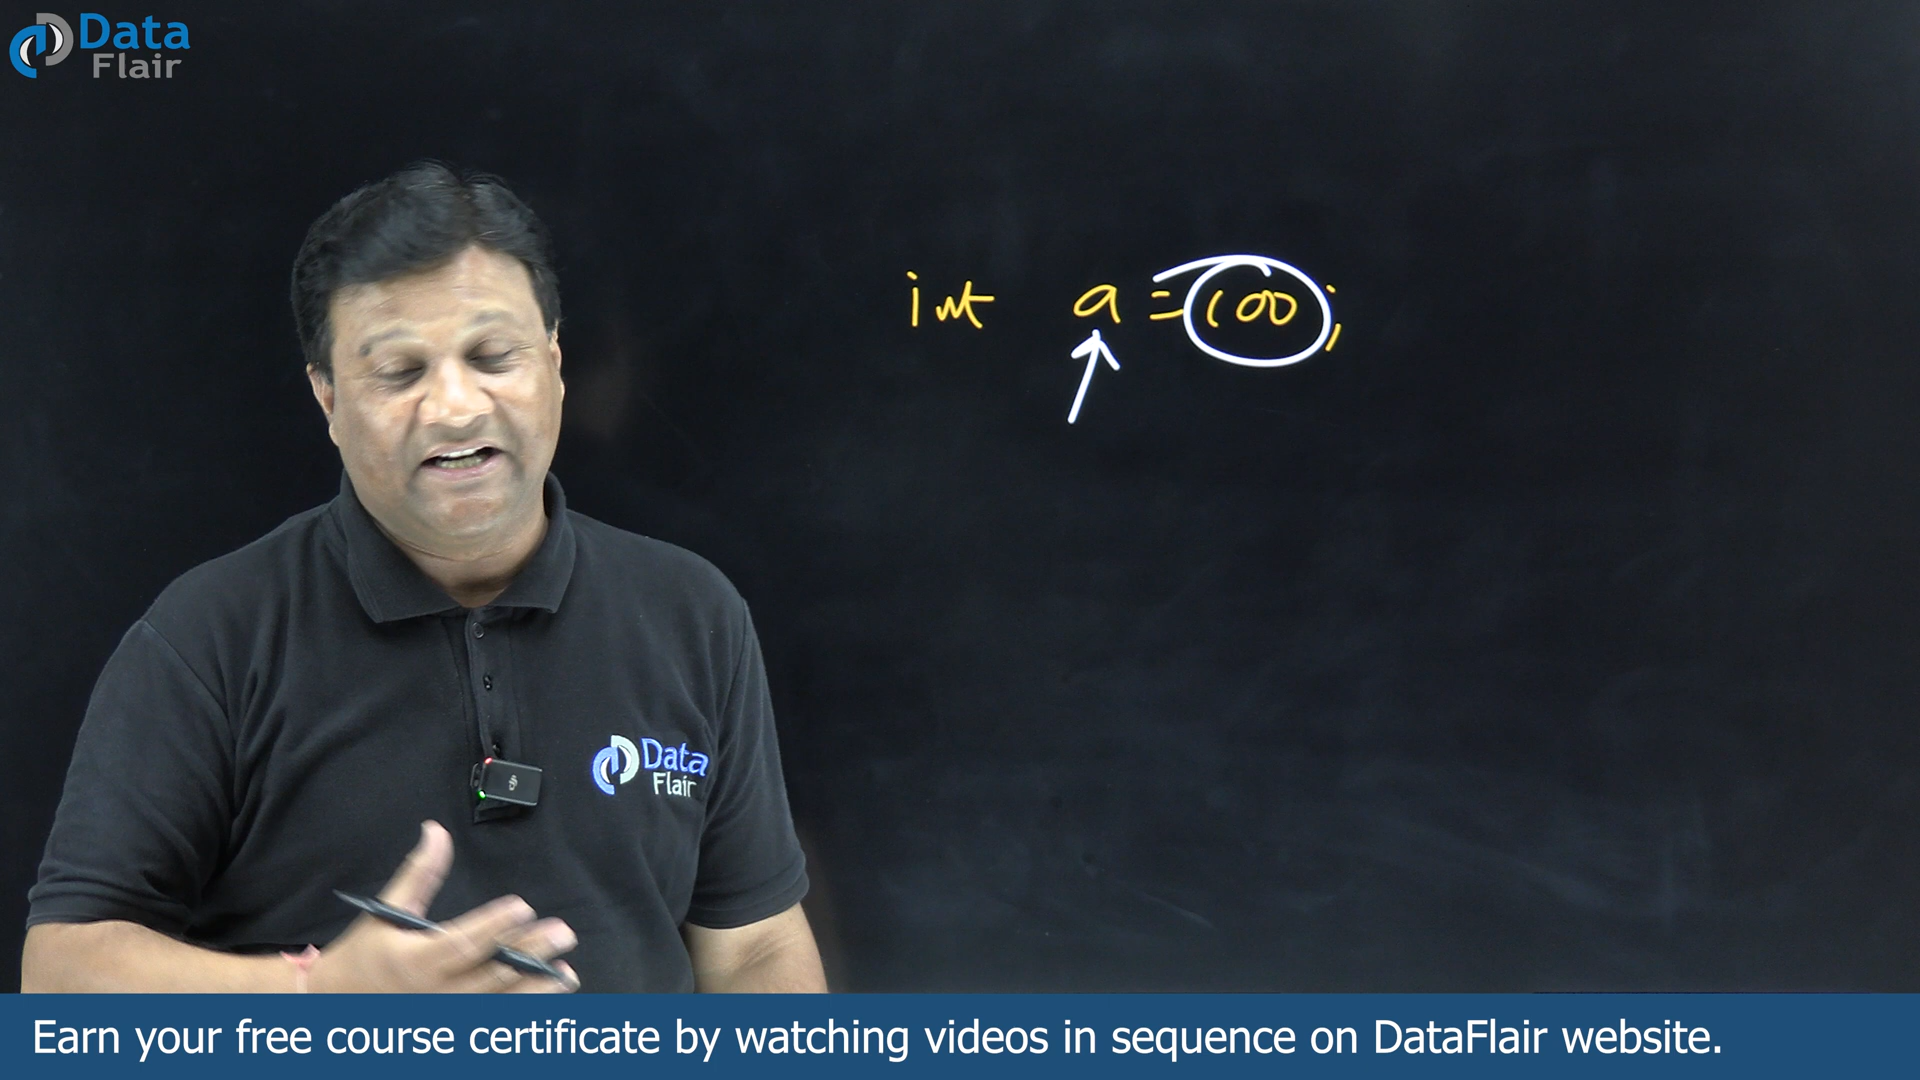 Data
Flair
int a = 100;
Data
Flair
Earn your free course certificate by watching videos in sequence on DataFlair website.